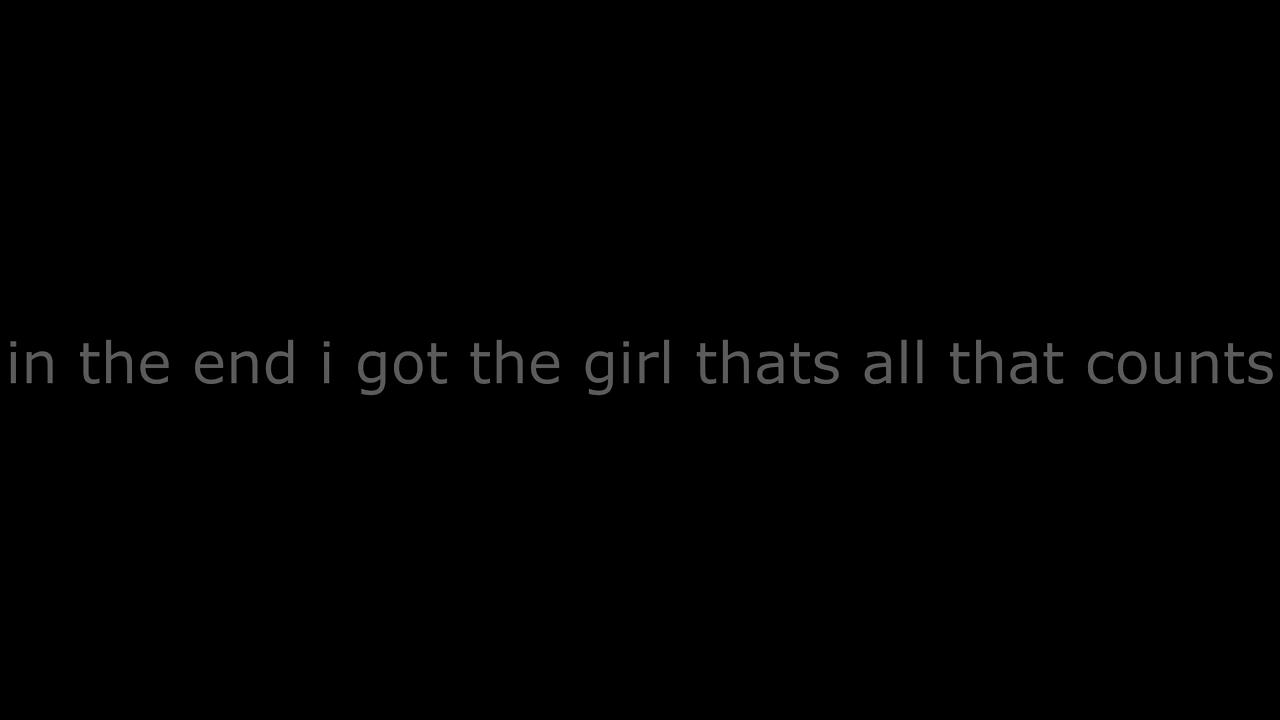 in the end i got the girl thats all that counts